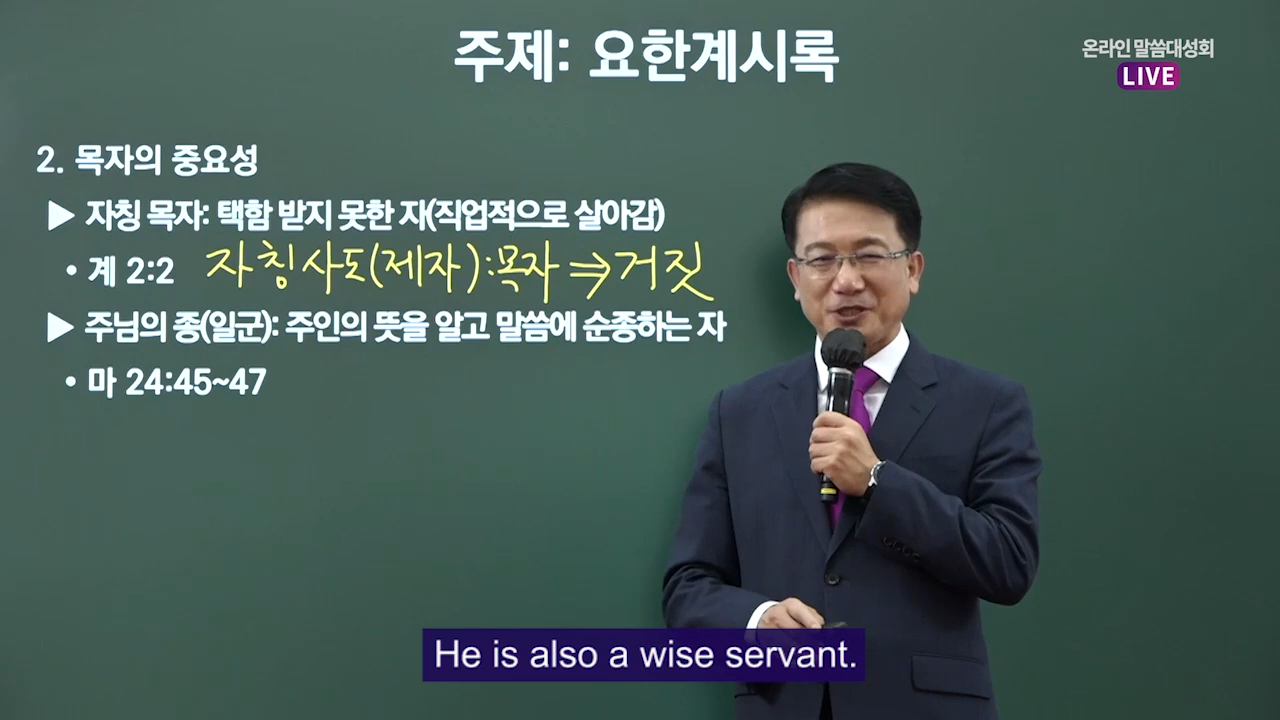 주제: 요한계시록
온라인 말씀대성회
LIVE
2. 목자의 중요성
▶ 자칭 목자: 택함 받지 못한 자(직업적으로 살아감)
• 계 2:2 자칭사도(제자):목자 ⇒ 거짓
▶ 주님의 종(일군): 주인의 뜻을 알고 말씀에 순종하는 자
• 마 24:45~47
He is also a wise servant.